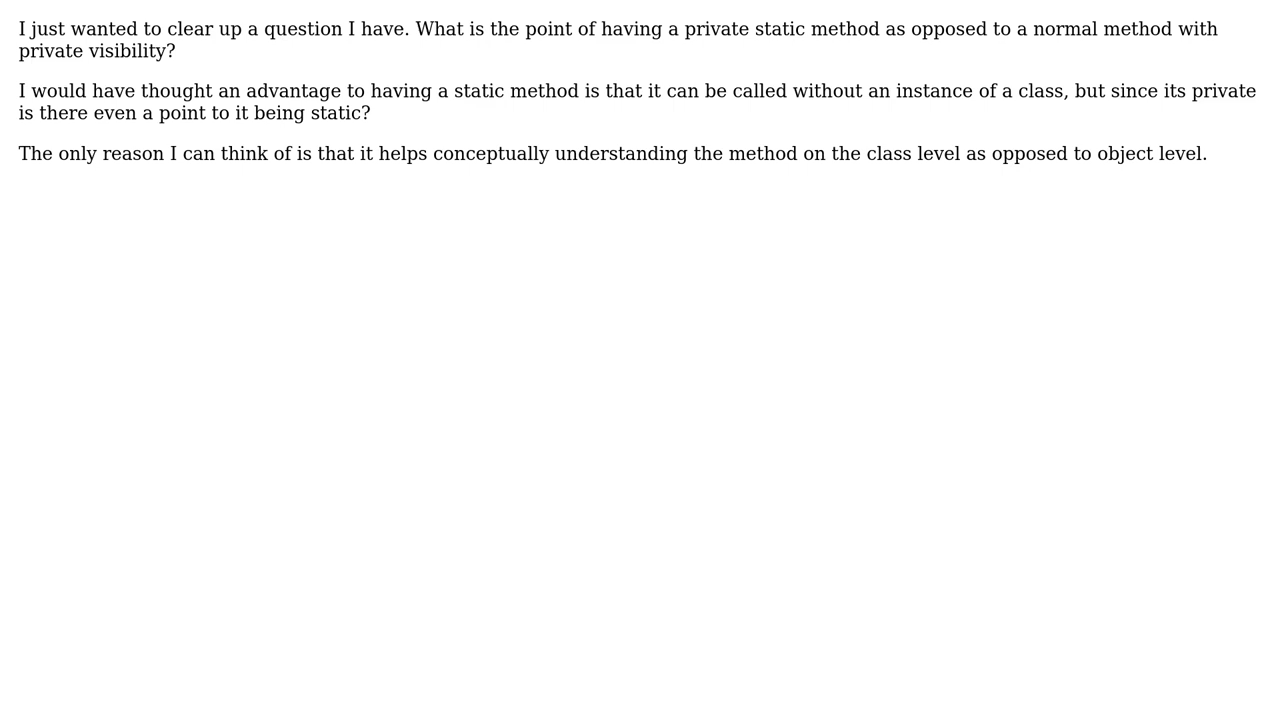 I just wanted to clear up a question I have. What is the point of having a private static method as opposed to a normal method with
private visibility?
I would have thought an advantage to having a static method is that it can be called without an instance of a class, but since its private
is there even a point to it being static?
The only reason I can think of is that it helps conceptually understanding the method on the class level as opposed to object level.